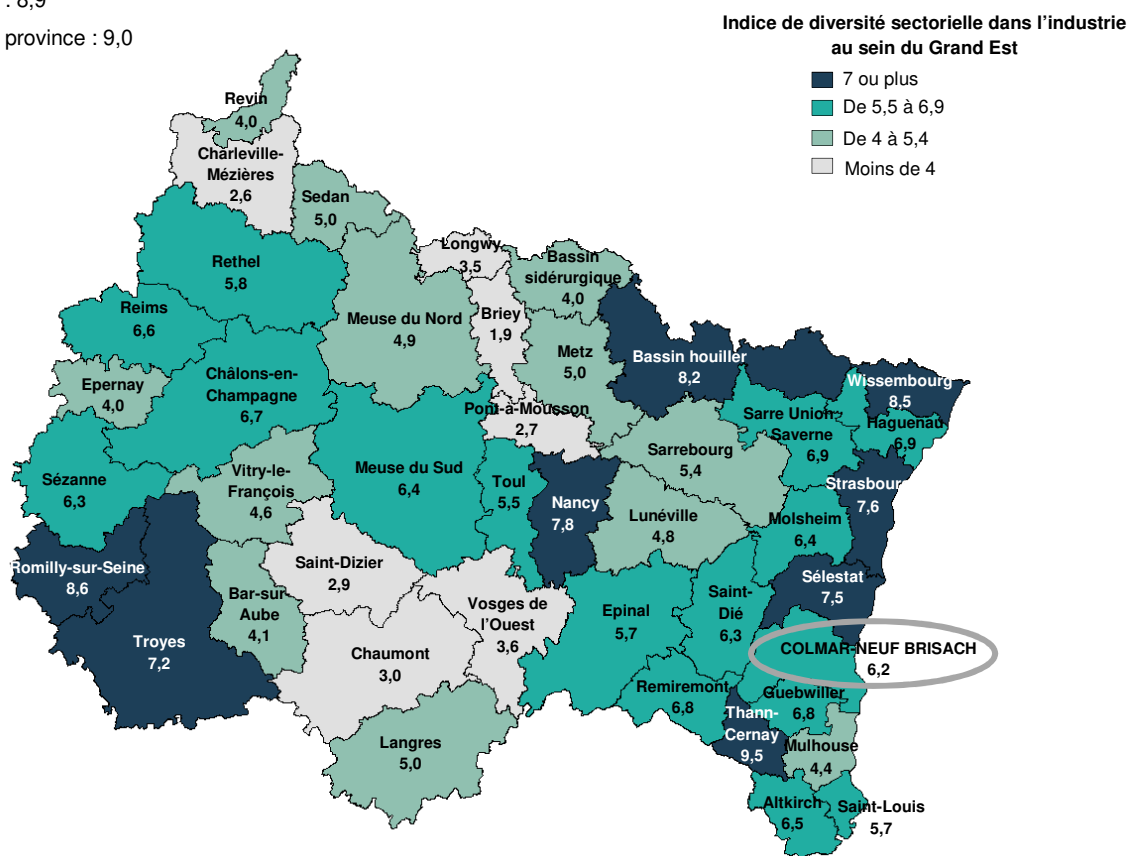 : 8,9
province : 9,0
Indice de diversité sectorielle dans l'industrie
au sein du Grand Est
7 ou plus
De 5,5 à 6,9
De 4 à 5,4
Moins de 4
Revin
4,0
Charleville-
Mézières
2,6
Sedan
5,0
Longwy
3,5
Bassin
sidérurgique
4,0
Rethel
5,8
Reims
6,6
Meuse du Nord
4,9
Briey
1,9
Metz
5,0
Bassin houiller
8,2
Wissembourg
8,5
Haguenau
6,9
Epernay
4,0
Châlons-en-
Champagne
6,7
Pont-à-Mousson
2,7
Sarre Union-
Saverne
6,9
Sarrebourg
5,4
Sézanne
6,3
Vitry-le-
François
4,6
Meuse du Sud
6,4
Toul
5,5
Nancy
7,8
Lunéville
4,8
Strasbour
7,6
Molsheim
6,4
Romilly-sur-Seine
8,6
Saint-Dizier
2,9
Bar-sur
Aube
4,1
Vosges de
l'Ouest
3,6
Epinal
5,7
Saint-
Dié
6,3
Sélestat
7,5
Troyes
7,2
Chaumont
3,0
COLMAR-NEUF BRISACH
6,2
Remiremont
6,8
Guebwiller
6,8
Thann-
Cernay
9,5
Mulhouse
4,4
Langres
5,0
Altkirch
6,5
Saint-Louis
5,7